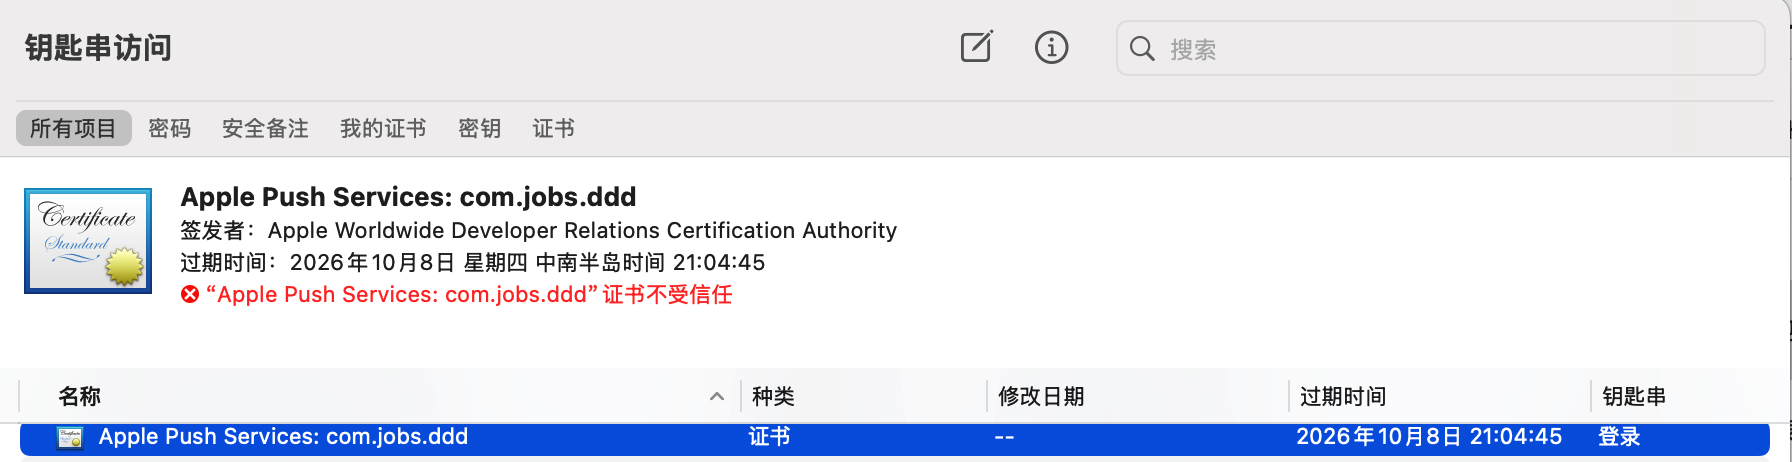 钥匙串访问
搜索
所有项目 密码 安全备注 我的证书 密钥 证书
Certificate
Standard
Apple Push Services: com.jobs.ddd
签发者：Apple Worldwide Developer Relations Certification Authority
过期时间：2026年10月8日 星期四 中南半岛时间 21:04:45
“Apple Push Services: com.jobs.ddd” 证书不受信任
名称 种类 修改日期 过期时间 钥匙串
Apple Push Services: com.jobs.ddd 证书 -- 2026年10月8日 21:04:45 登录